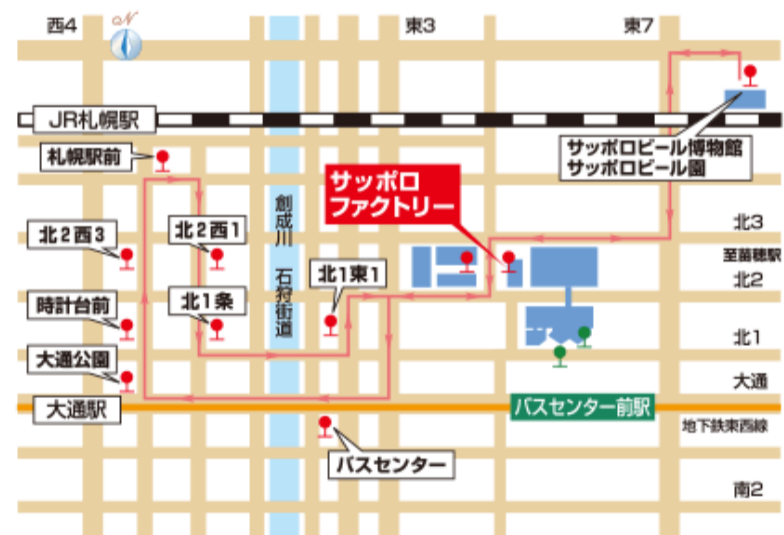 西4
N
東3
東7
JR札幌駅
札幌駅前
サッポロビール博物館
サッポロビール園
サッポロ
ファクトリー
創成川 石狩街道
北3
北2西3
北2西1
至苗穂駅
北2
北1東1
時計台前
北1条
北1
大通公園
大通
大通駅
バスセンター前駅
地下鉄東西線
バスセンター
南2